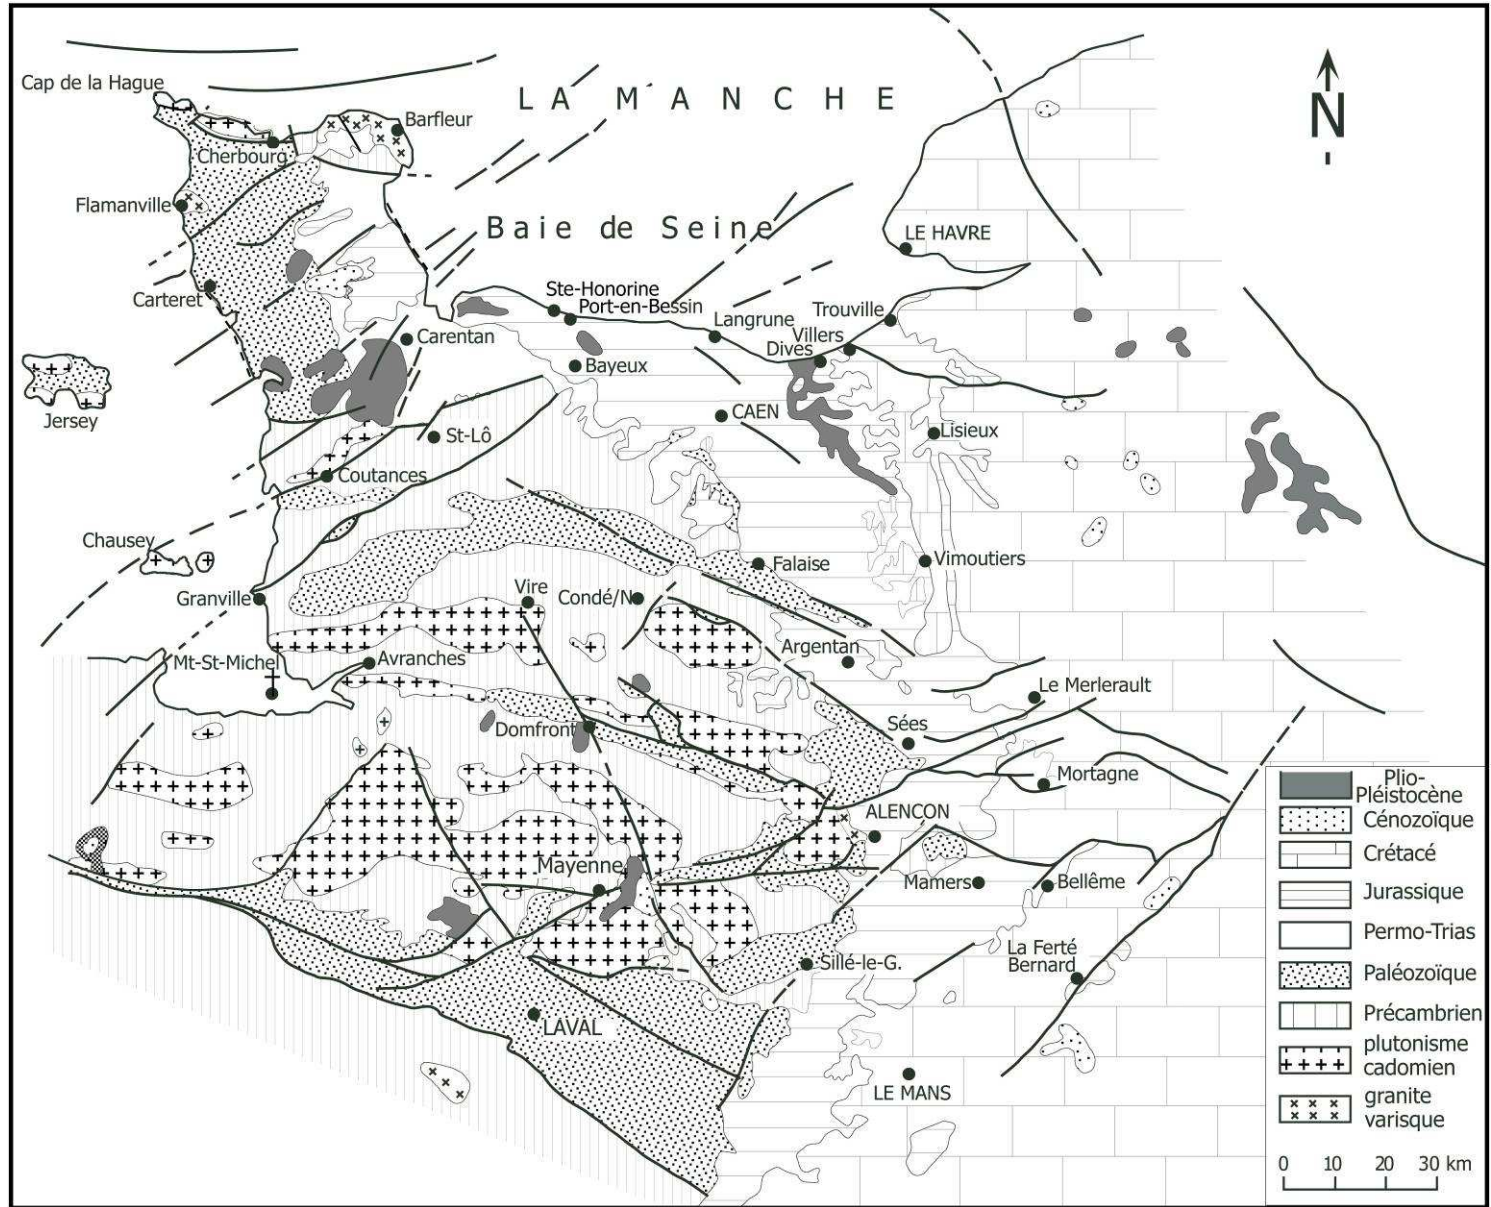 LA MANCHE
N
Cap de la Hague
Barfleur
Cherbourg
Flamanville
Baie de Seine
LE HAVRE
Carteret
Ste-Honorine
Port-en-Bessin
Trouville
Langrune
Villers
Dives
Carentan
Bayeux
Jersey
CAEN
St-Lô
Lisieux
Coutances
Chausey
Falaise
Vimoutiers
Granville
Vire
Condé/N
Mt-St-Michel
Avranches
Argentan
Le Merlerault
Domfront
Sées
Mortagne
ALENÇON
Mayenne
Mamers
Bellême
Sillé-le-G.
La Ferté
Bernard
LAVAL
LE MANS
Plio-
Pléistocène
Cénozoïque
Crétacé
Jurassique
Permo-Trias
Paléozoïque
Précambrien
plutonisme
cadomien
granite
varisque
0 10 20 30 km